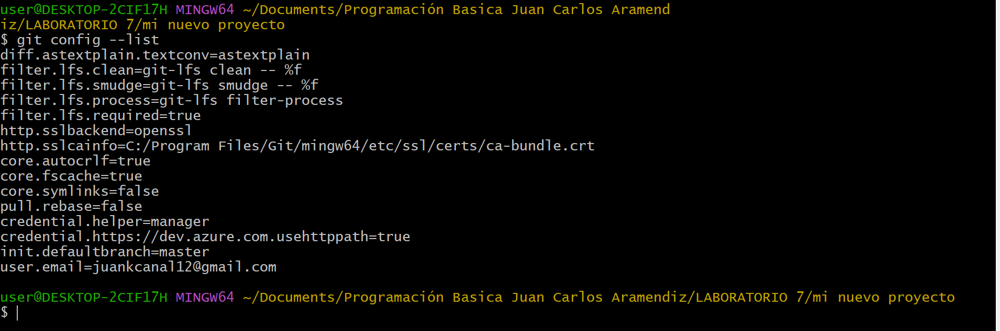 user@DESKTOP-2CIF17H MINGW64 ~/Documents/Programación Basica Juan Carlos Aramend
iz/LABORATORIO 7/mi nuevo proyecto
$ git config --list
diff.astextplain.textconv=astextplain
filter.lfs.clean=git-lfs clean -- %f
filter.lfs.smudge=git-lfs smudge -- %f
filter.lfs.process=git-lfs filter-process
filter.lfs.required=true
http.sslbackend=openssl
http.sslcainfo=C:/Program Files/Git/mingw64/etc/ssl/certs/ca-bundle.crt
core.autocrlf=true
core.fscache=true
core.symlinks=false
pull.rebase=false
credential.helper=manager
credential.https://dev.azure.com.usehttppath=true
init.defaultbranch=master
user.email=juankcanal12@gmail.com
user@DESKTOP-2CIF17H MINGW64 ~/Documents/Programación Basica Juan Carlos Aramendiz/LABORATORIO 7/mi nuevo proyecto
$